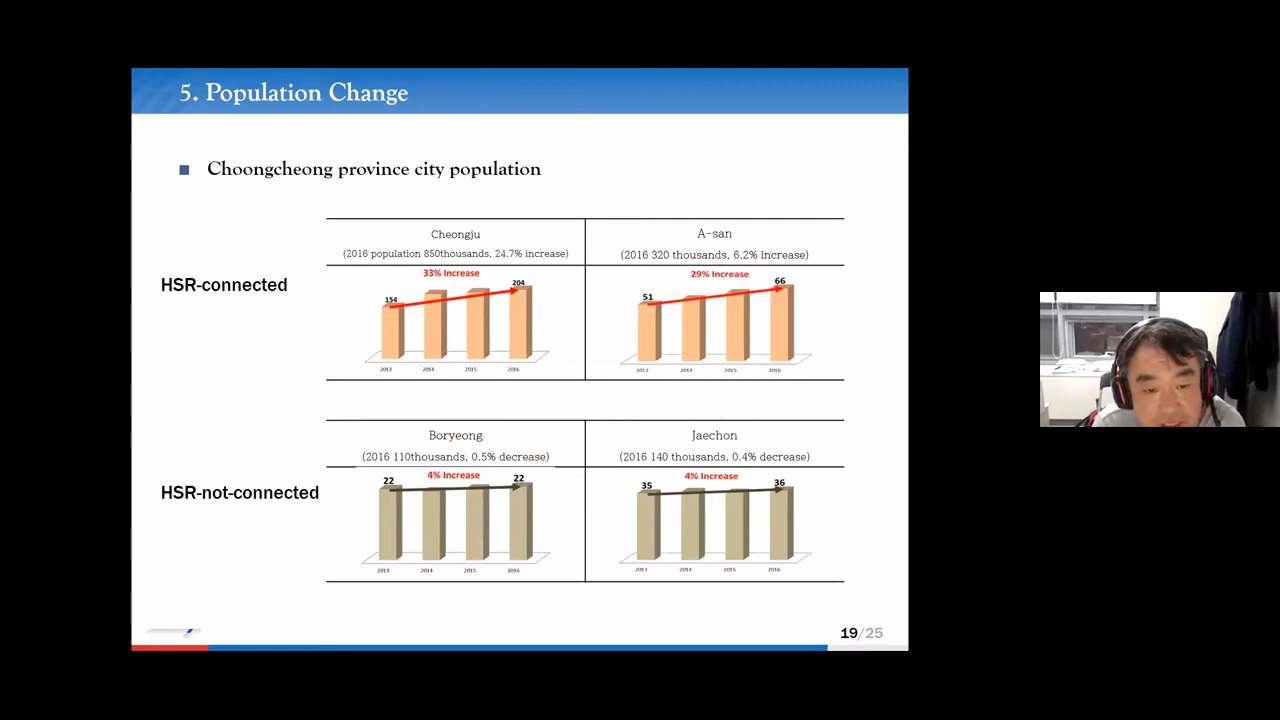 5. Population Change
Choongcheong province city population
HSR-connected
Cheongju
(2016 population 850thousands, 24.7% increase)
33% Increase
154
204
2013 2014 2015 2016
A-san
(2016 320 thousands, 6.2% increase)
29% Increase
51
66
2013 2014 2015 2016
HSR-not-connected
Boryeong
(2016 110thousands, 0.5% decrease)
4% Increase
22
22
2013 2014 2015 2016
Jaechon
(2016 140 thousands, 0.4% decrease)
4% Increase
35
36
2013 2014 2015 2016
19/25